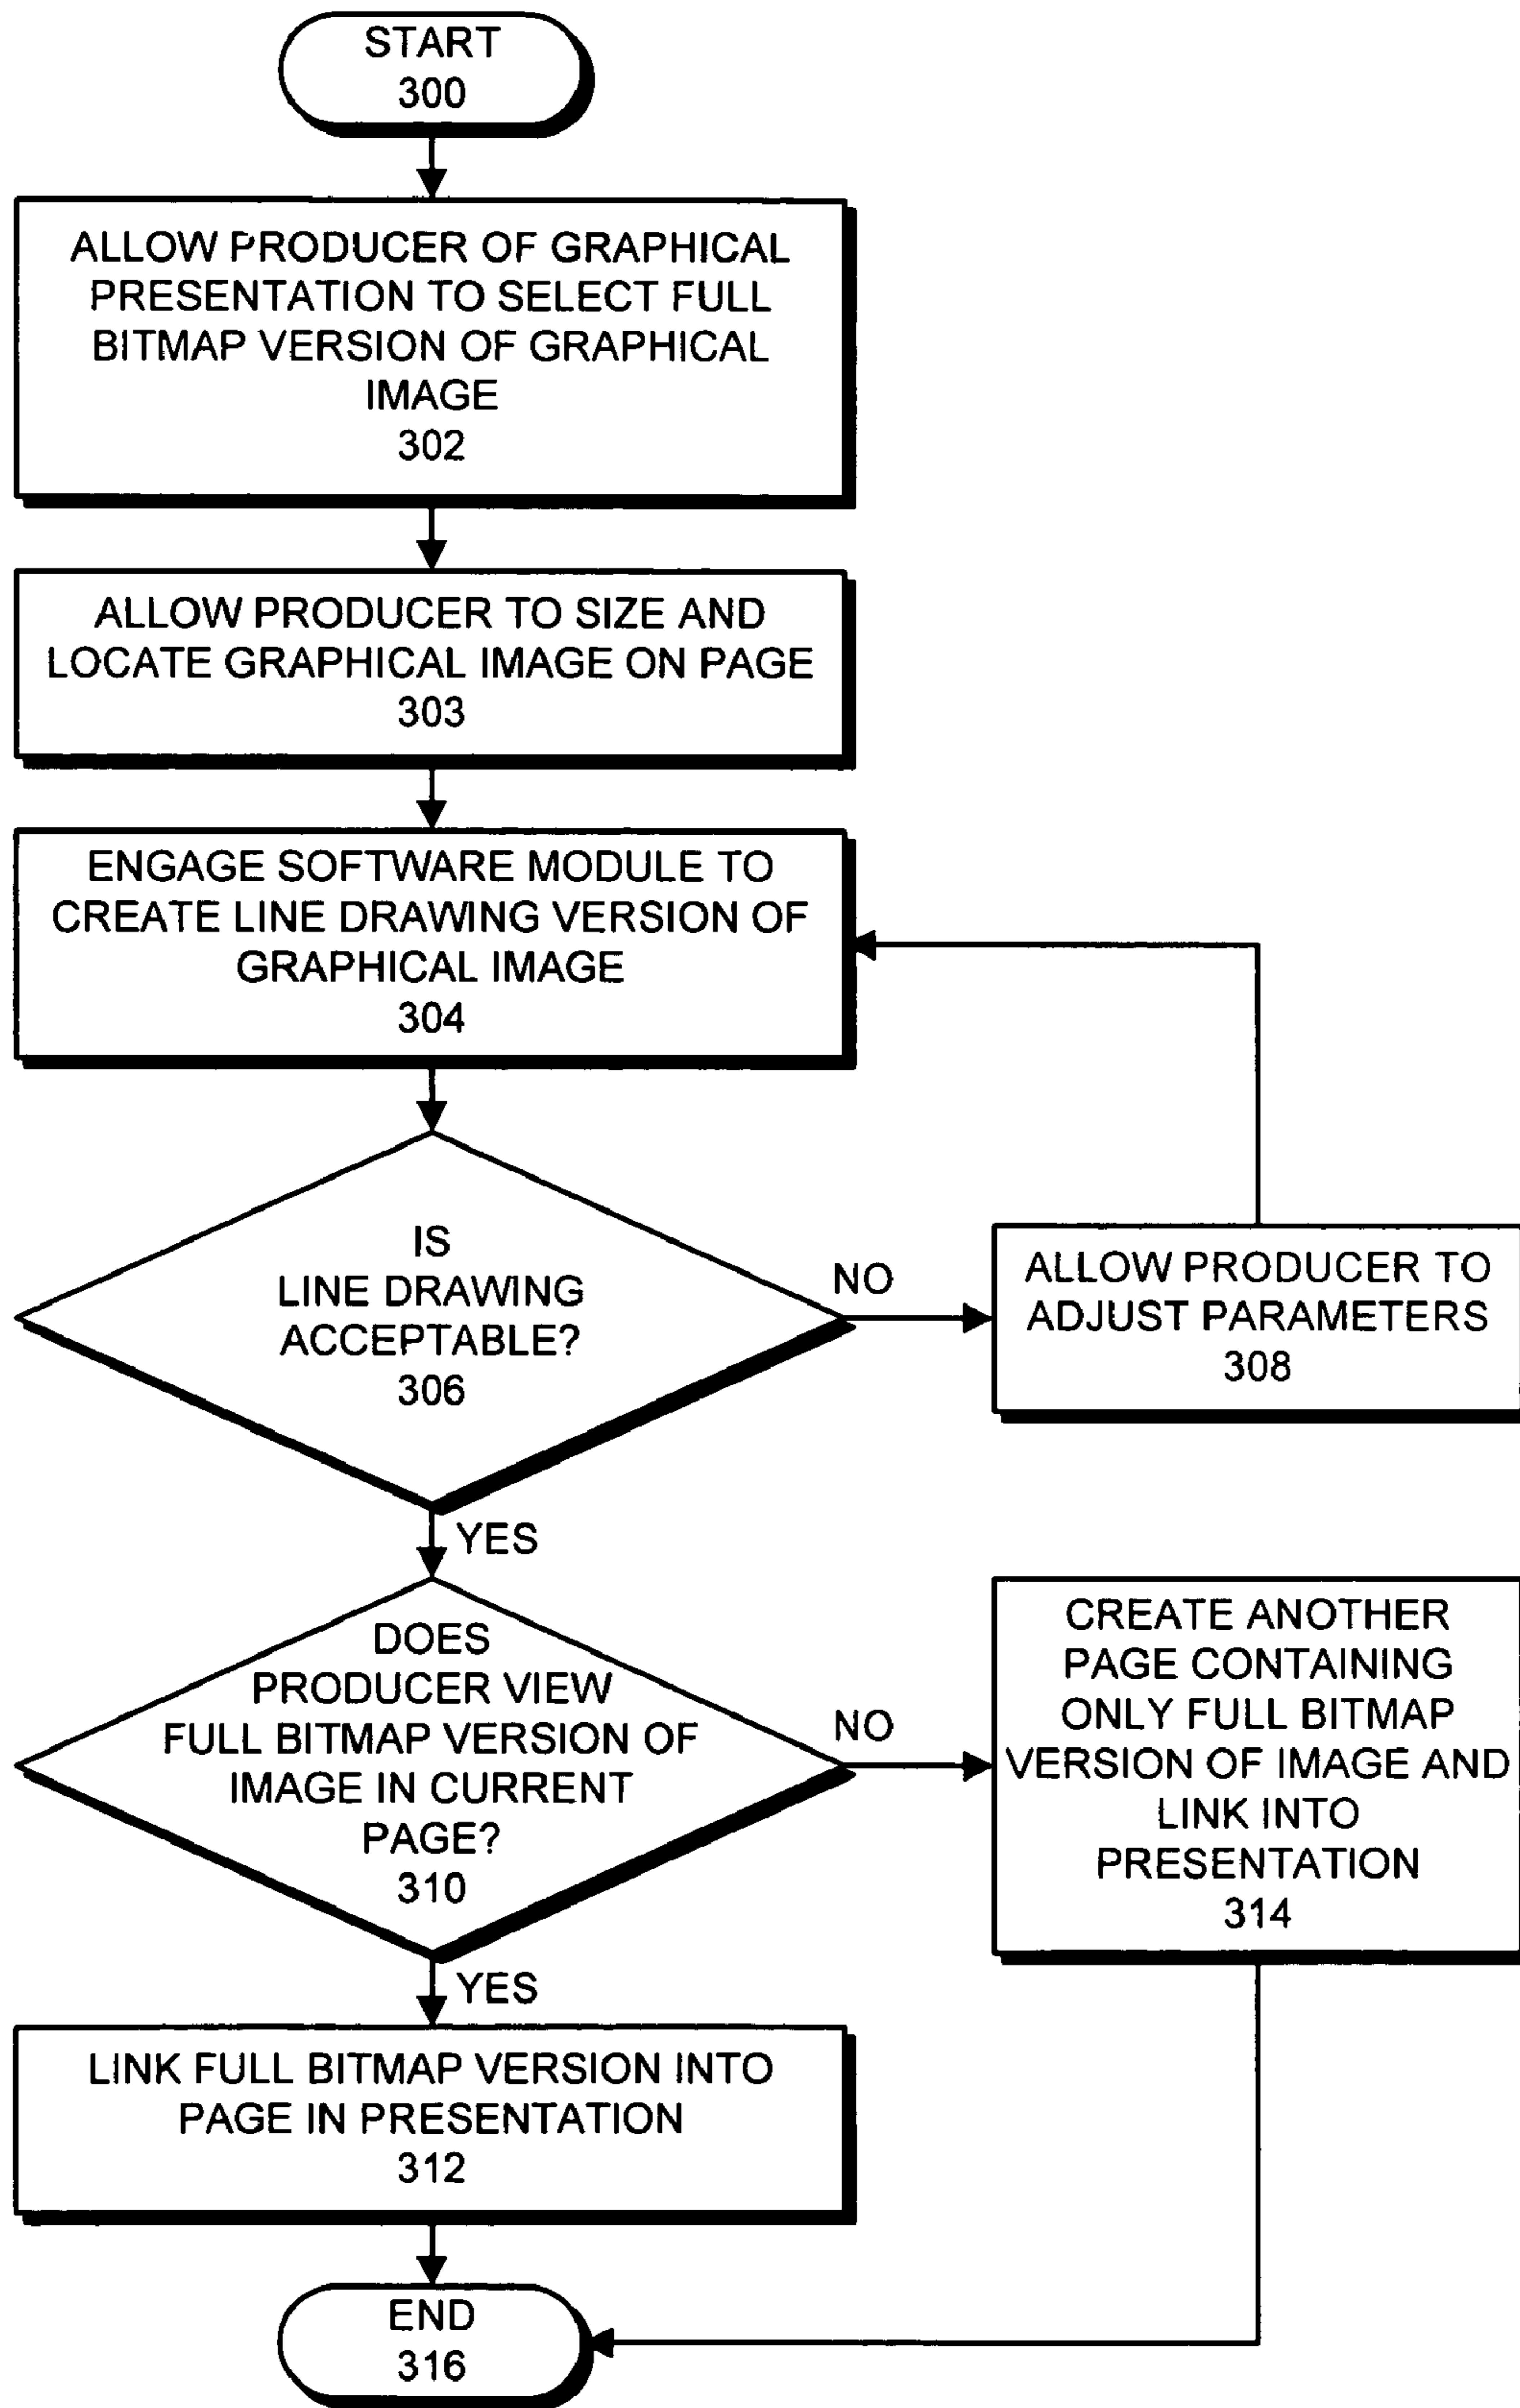 START
300
ALLOW PRODUCER OF GRAPHICAL
PRESENTATION TO SELECT FULL
BITMAP VERSION OF GRAPHICAL
IMAGE
302
ALLOW PRODUCER TO SIZE AND
LOCATE GRAPHICAL IMAGE ON PAGE
303
ENGAGE SOFTWARE MODULE TO
CREATE LINE DRAWING VERSION OF
GRAPHICAL IMAGE
304
IS
LINE DRAWING
ACCEPTABLE?
306
NO
ALLOW PRODUCER TO
ADJUST PARAMETERS
308
YES
DOES
PRODUCER VIEW
FULL BITMAP VERSION OF
IMAGE IN CURRENT
PAGE?
310
NO
CREATE ANOTHER
PAGE CONTAINING
ONLY FULL BITMAP
VERSION OF IMAGE AND
LINK INTO
PRESENTATION
314
YES
LINK FULL BITMAP VERSION INTO
PAGE IN PRESENTATION
312
END
316